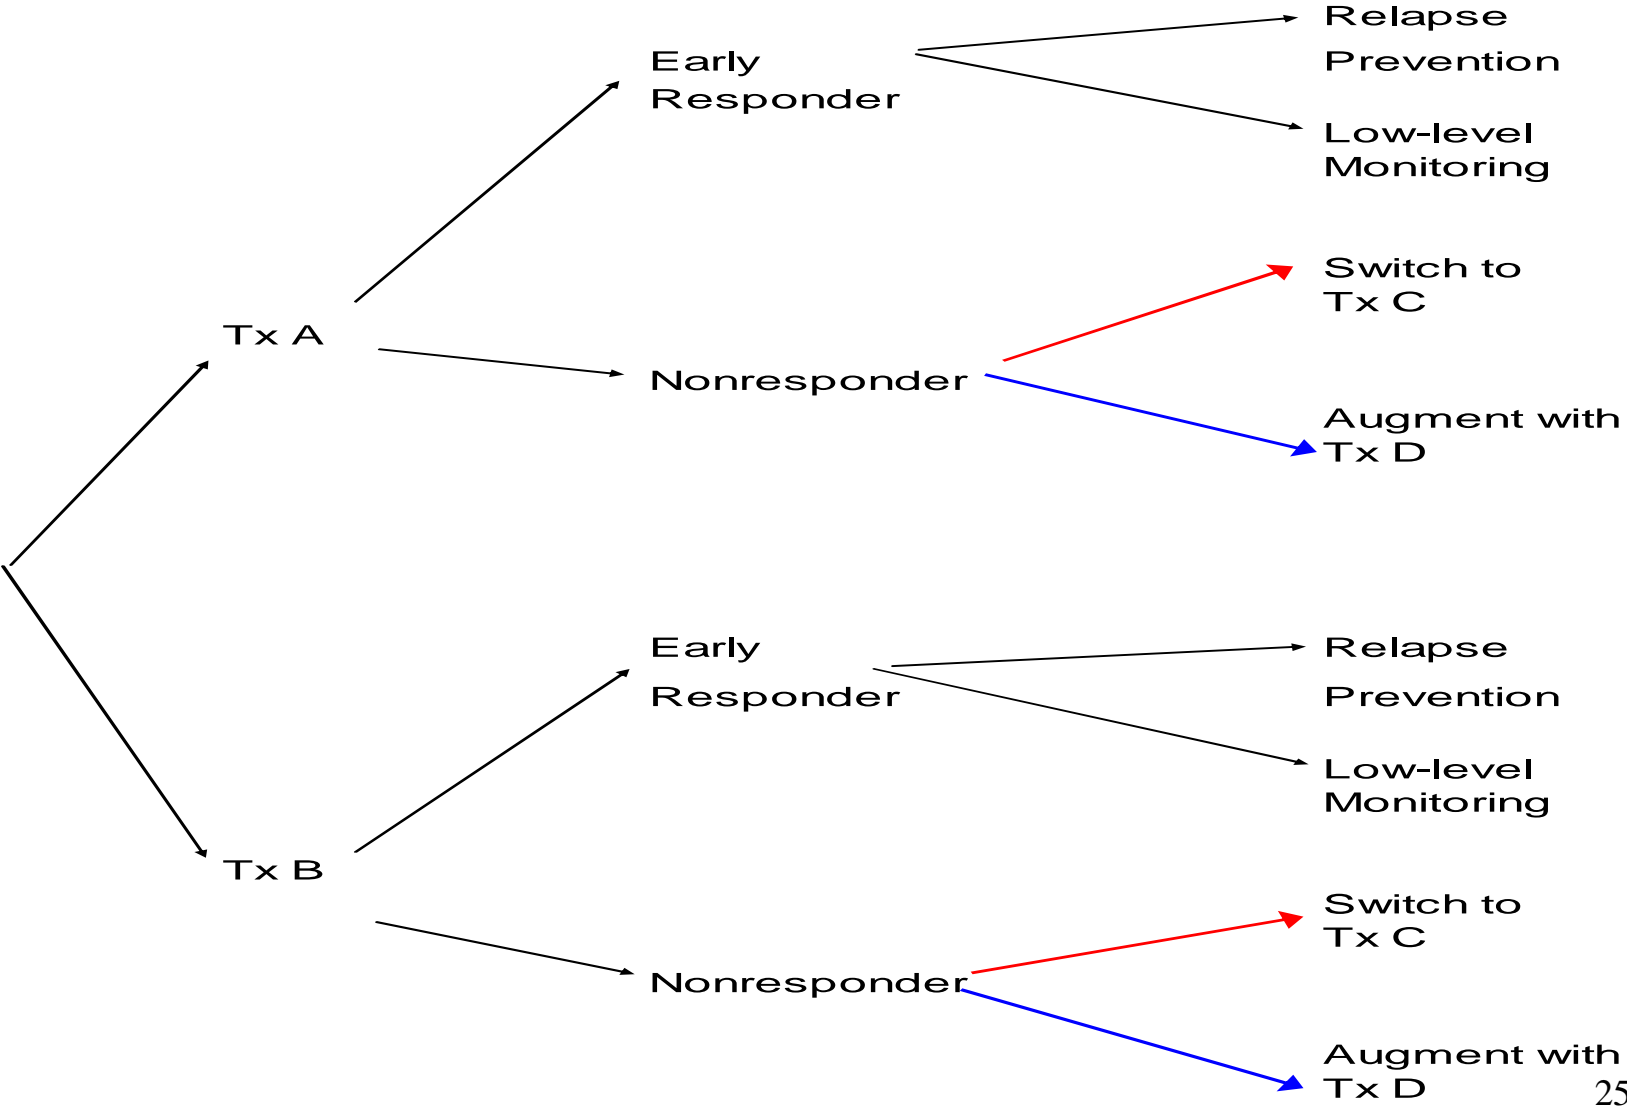 Relapse
Prevention
Early
Responder
Low-level
Monitoring
Switch to
Tx C
Tx A
Nonresponder
Augment with
Tx D
Early
Responder
Relapse
Prevention
Low-level
Monitoring
Tx B
Switch to
Tx C
Nonresponder
Augment with
Tx D
25